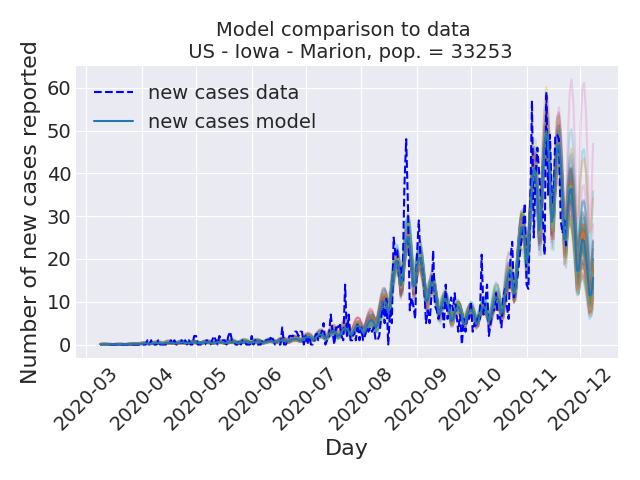 Model comparison to data
US - Iowa - Marion, pop. = 33253
Number of new cases reported
60
50
40
30
20
10
0
new cases data
new cases model
2020-03
2020-04
2020-05
2020-06
2020-07
2020-08
2020-09
2020-10
2020-11
2020-12
Day